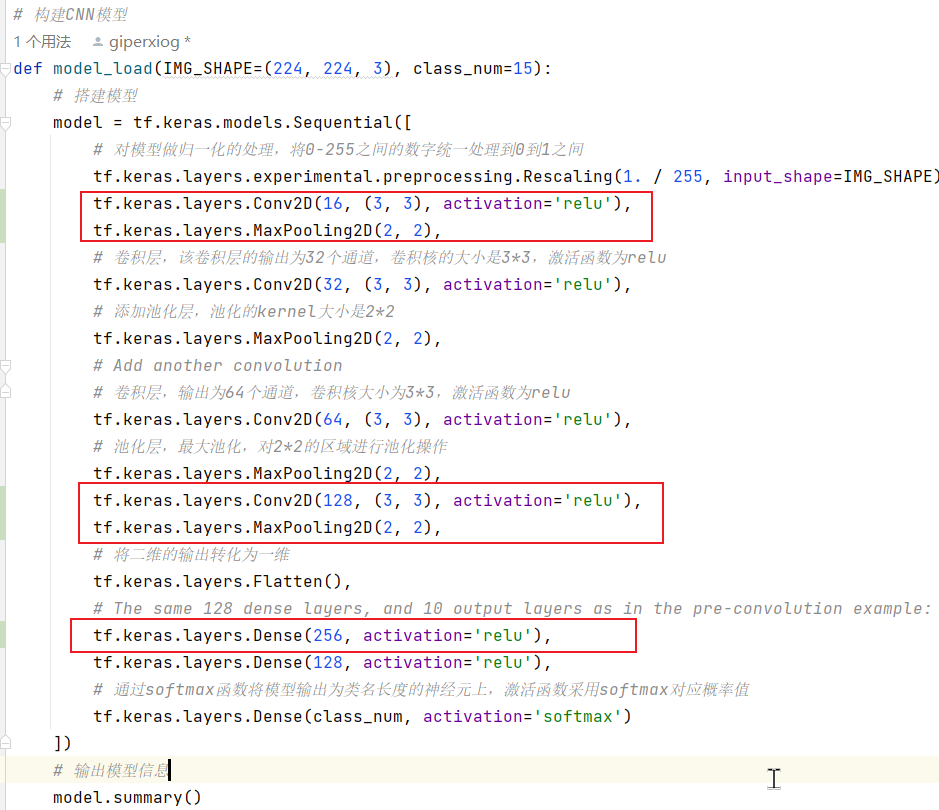 # 构建CNN模型
1 个用法 giperxiog *
def model_load(IMG_SHAPE=(224, 224, 3), class_num=15):
# 搭建模型
model = tf.keras.models.Sequential([
# 对模型做归一化的处理，将0-255之间的数字统一处理到0到1之间
tf.keras.layers.experimental.preprocessing.Rescaling(1. / 255, input_shape=IMG_SHAPE)
tf.keras.layers.Conv2D(16, (3, 3), activation='relu'),
tf.keras.layers.MaxPooling2D(2, 2),
# 卷积层，该卷积层的输出为32个通道，卷积核的大小是3*3，激活函数为relu
tf.keras.layers.Conv2D(32, (3, 3), activation='relu'),
# 添加池化层，池化的kernel大小是2*2
tf.keras.layers.MaxPooling2D(2, 2),
# Add another convolution
# 卷积层，输出为64个通道，卷积核大小为3*3，激活函数为relu
tf.keras.layers.Conv2D(64, (3, 3), activation='relu'),
# 池化层，最大池化，对2*2的区域进行池化操作
tf.keras.layers.MaxPooling2D(2, 2),
tf.keras.layers.Conv2D(128, (3, 3), activation='relu'),
tf.keras.layers.MaxPooling2D(2, 2),
# 将二维的输出转化为一维
tf.keras.layers.Flatten(),
# The same 128 dense layers, and 10 output layers as in the pre-convolution example:
tf.keras.layers.Dense(256, activation='relu'),
tf.keras.layers.Dense(128, activation='relu'),
# 通过softmax函数将模型输出为类名长度的神经元上，激活函数采用softmax对应概率值
tf.keras.layers.Dense(class_num, activation='softmax')
])
# 输出模型信息
model.summary()